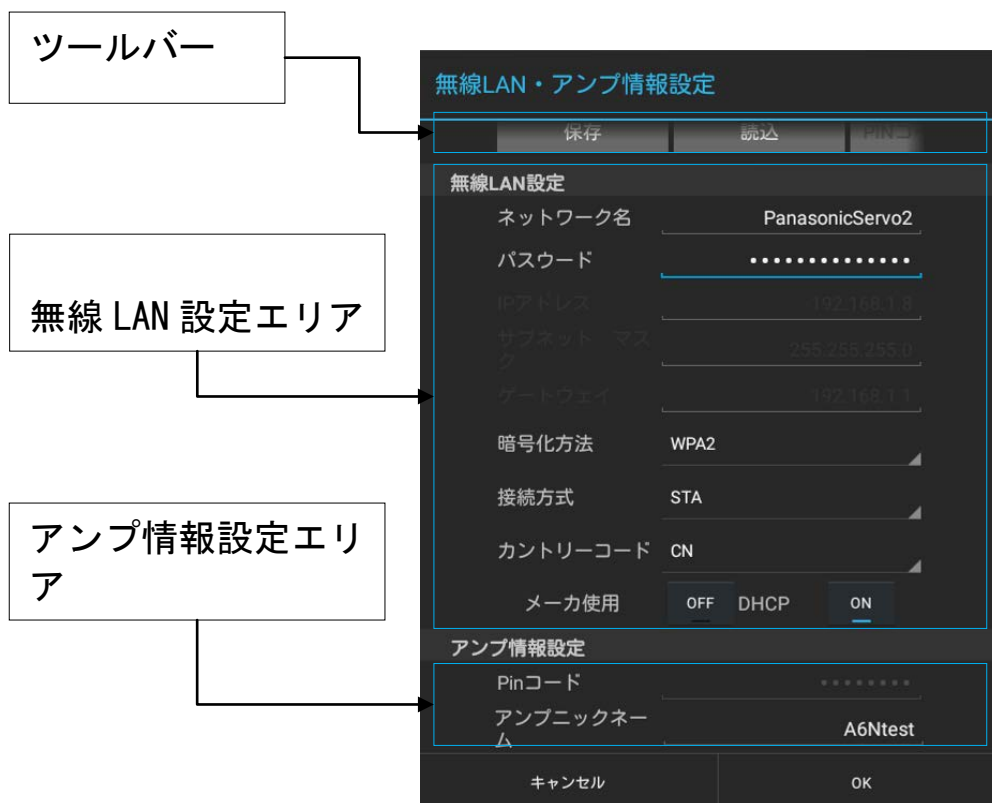 ツールバー
無線LAN・アンプ情報設定
保存 読込 PINコ
無線LAN設定
ネットワーク名 PanasonicServo2
パスワード ••••••••••••••
無線 LAN 設定エリア
IPアドレス 192.168.1.8
サブネット マス
ク 255.255.255.0
ゲートウェイ 192.168.1.1
暗号化方法 WPA2
接続方式 STA
カントリーコード CN
メーカ使用 OFF DHCP ON
アンプ情報設定エリ
ア
アンプ情報設定
Pinコード ••••••••
アンプニックネー
ム A6Ntest
キャンセル OK